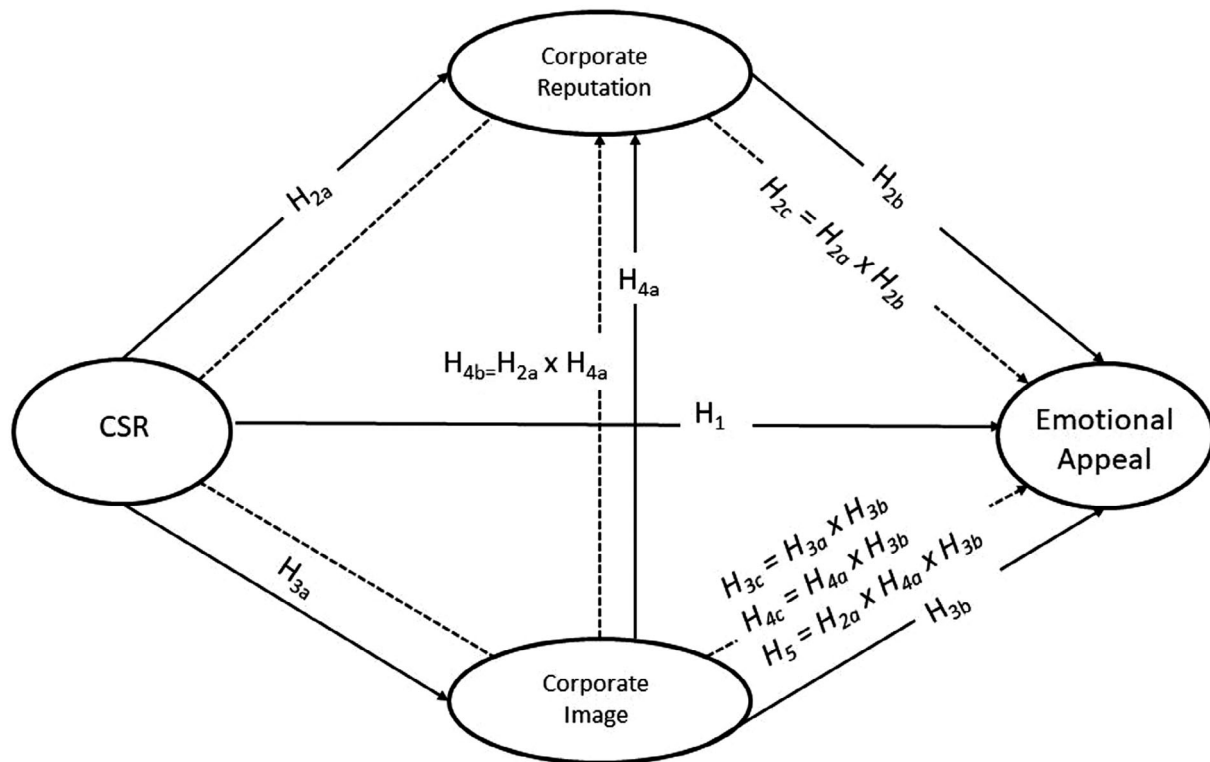 Corporate
Reputation
H₂ₐ
H₂b
H₂c = H₂ₐ x H₂b
H₄ₐ
H₄b=H₂ₐ x H₄ₐ
CSR
H₁
Emotional
Appeal
H₃ₐ
H₃c = H₃ₐ x H₃b
H₄c = H₄ₐ x H₃b
H₅ = H₂ₐ x H₄ₐ x H₃b
H₃b
Corporate
Image